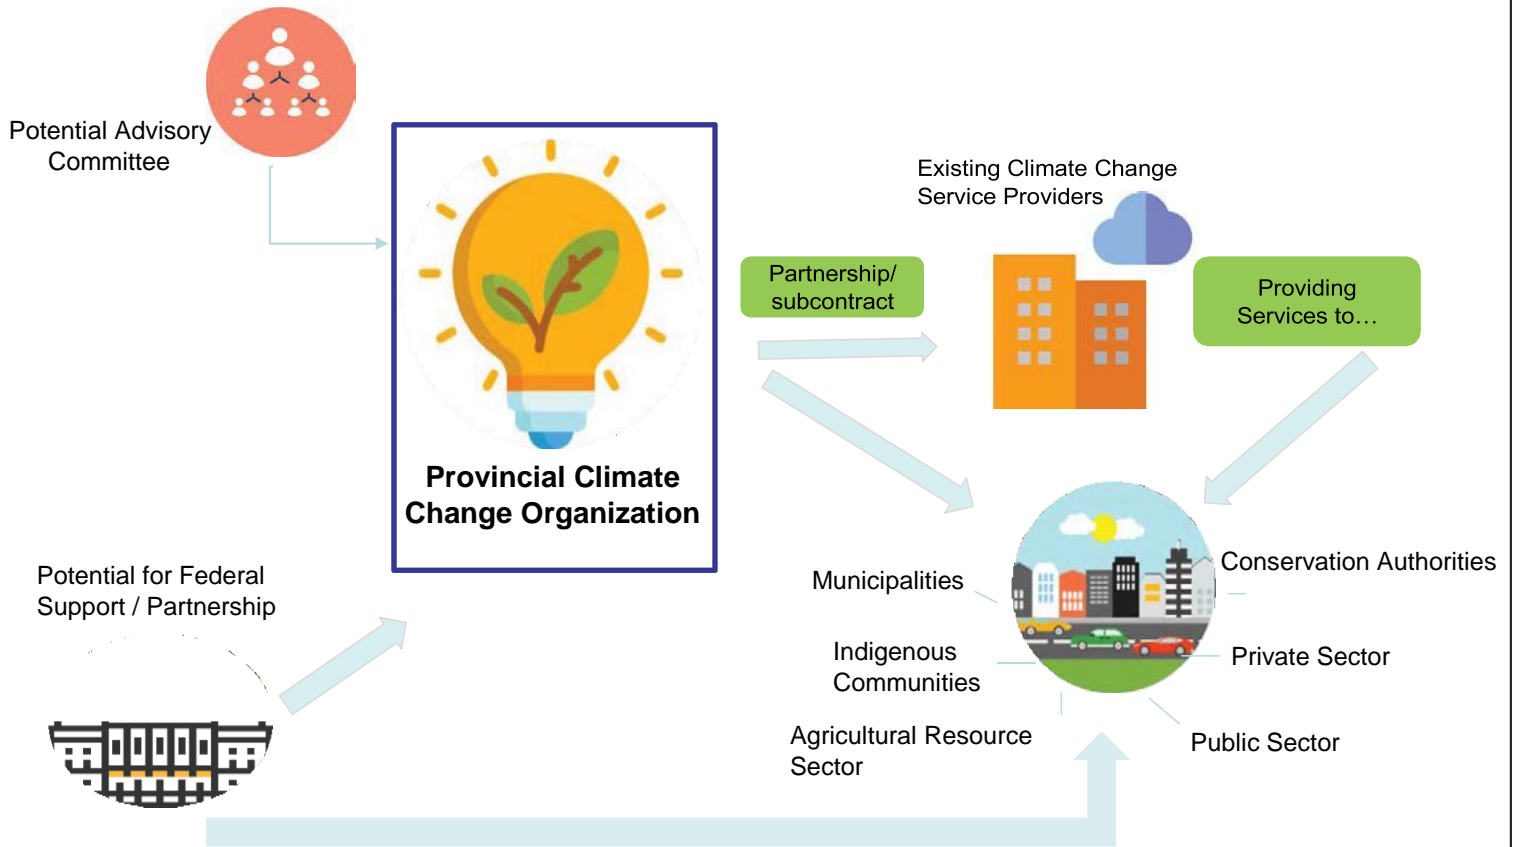 Potential Advisory
Committee
Existing Climate Change
Service Providers
Partnership/
subcontract
Providing
Services to…
Provincial Climate
Change Organization
Potential for Federal
Support / Partnership
Municipalities
Conservation Authorities
Indigenous
Communities
Private Sector
Agricultural Resource
Sector
Public Sector